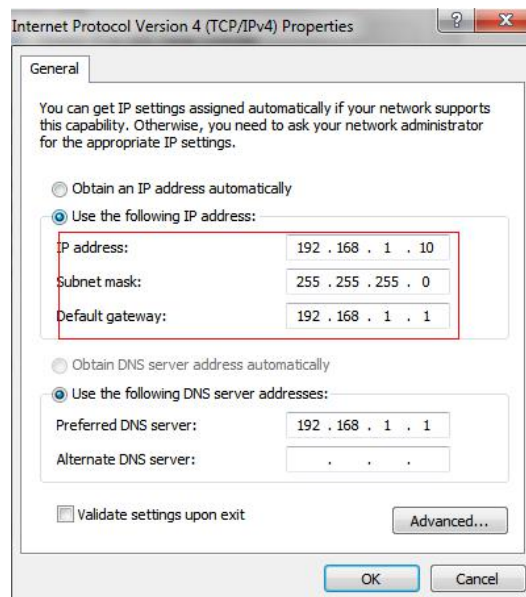 Internet Protocol Version 4 (TCP/IPv4) Properties
General
You can get IP settings assigned automatically if your network supports
this capability. Otherwise, you need to ask your network administrator
for the appropriate IP settings.
Obtain an IP address automatically
Use the following IP address:
IP address: 192 . 168 . 1 . 10
Subnet mask: 255 . 255 . 255 . 0
Default gateway: 192 . 168 . 1 . 1
Obtain DNS server address automatically
Use the following DNS server addresses:
Preferred DNS server: 192 . 168 . 1 . 1
Alternate DNS server: . . .
Validate settings upon exit
Advanced...
OK Cancel